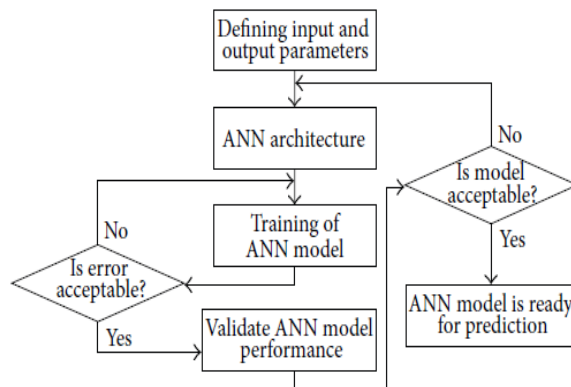 Defining input and
output parameters
ANN architecture
No
Is model
acceptable?
No
Training of
ANN model
Yes
Is error
acceptable?
ANN model is ready
for prediction
Yes
Validate ANN model
performance